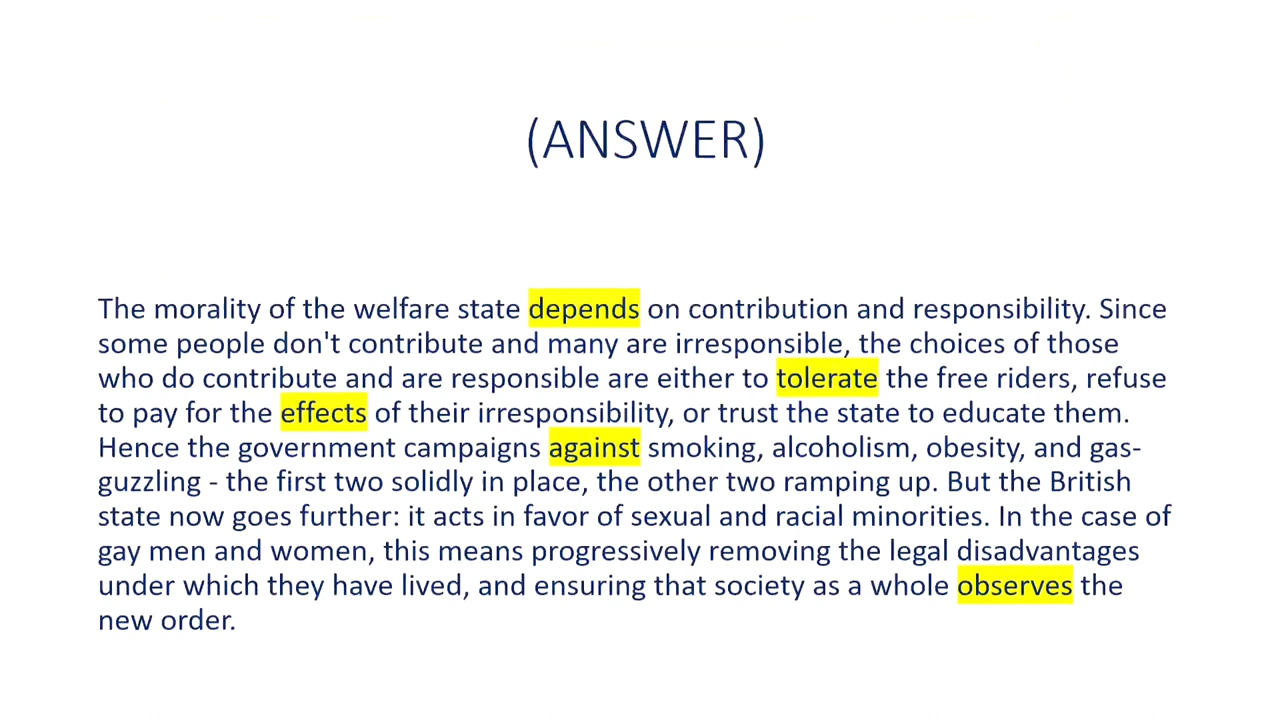 (ANSWER)
The morality of the welfare state depends on contribution and responsibility. Since
some people don't contribute and many are irresponsible, the choices of those
who do contribute and are responsible are either to tolerate the free riders, refuse
to pay for the effects of their irresponsibility, or trust the state to educate them.
Hence the government campaigns against smoking, alcoholism, obesity, and gas-
guzzling - the first two solidly in place, the other two ramping up. But the British
state now goes further: it acts in favor of sexual and racial minorities. In the case of
gay men and women, this means progressively removing the legal disadvantages
under which they have lived, and ensuring that society as a whole observes the
new order.